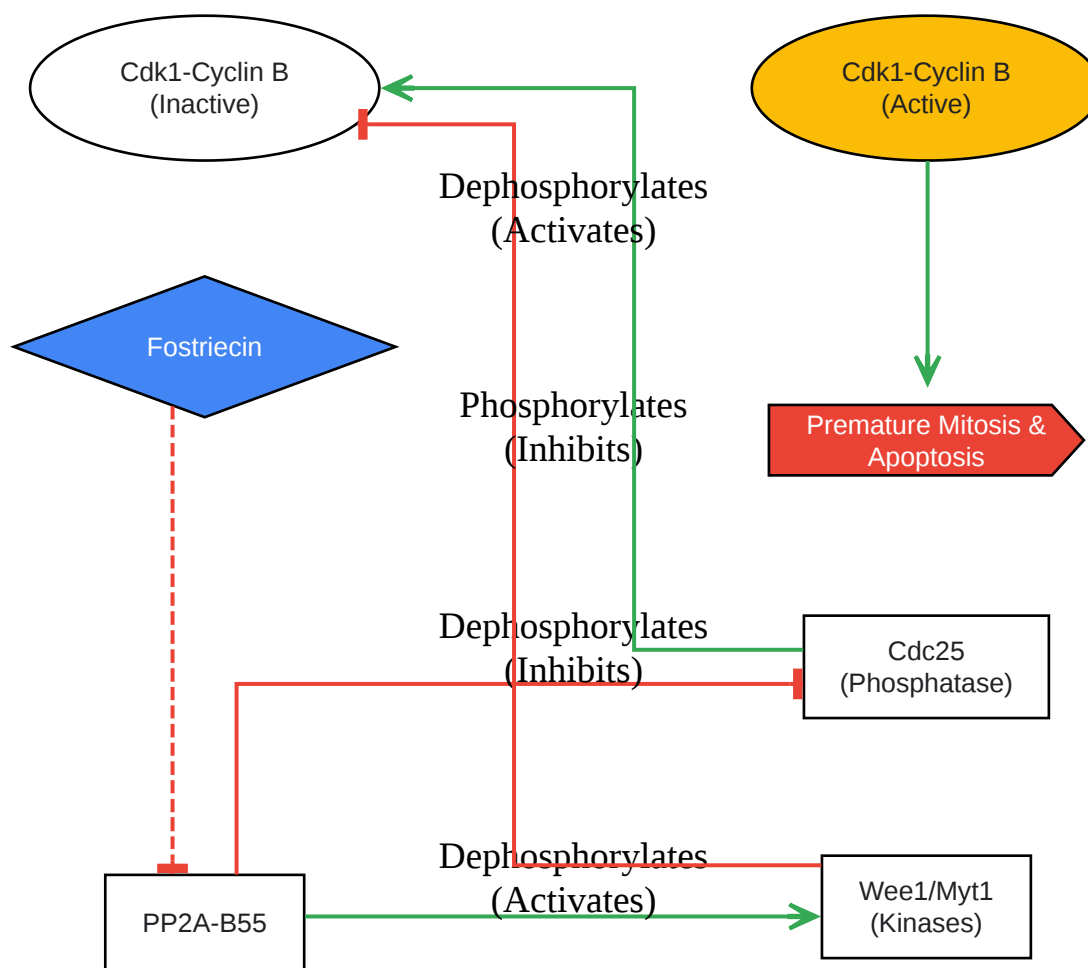 Cdk1-Cyclin B
(Inactive)
Cdk1-Cyclin B
(Active)
Dephosphorylates
(Activates)
Fostriecin
Phosphorylates
(Inhibits)
Premature Mitosis &
Apoptosis
Dephosphorylates
(Inhibits)
Cdc25
(Phosphatase)
Dephosphorylates
(Activates)
PP2A-B55
Wee1/Myt1
(Kinases)